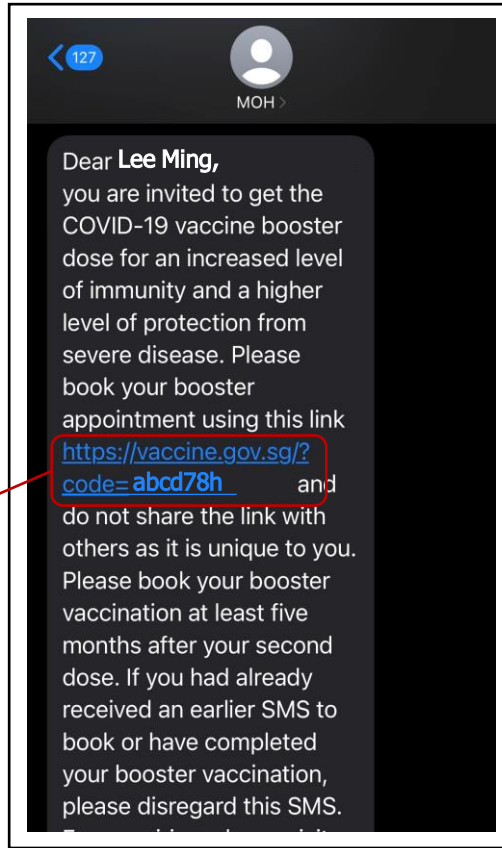 127
MOH >
Dear Lee Ming,
you are invited to get the
COVID-19 vaccine booster
dose for an increased level
of immunity and a higher
level of protection from
severe disease. Please
book your booster
appointment using this link
https://vaccine.gov.sg/?
code= abcd78h and
do not share the link with
others as it is unique to you.
Please book your booster
vaccination at least five
months after your second
dose. If you had already
received an earlier SMS to
book or have completed
your booster vaccination,
please disregard this SMS.